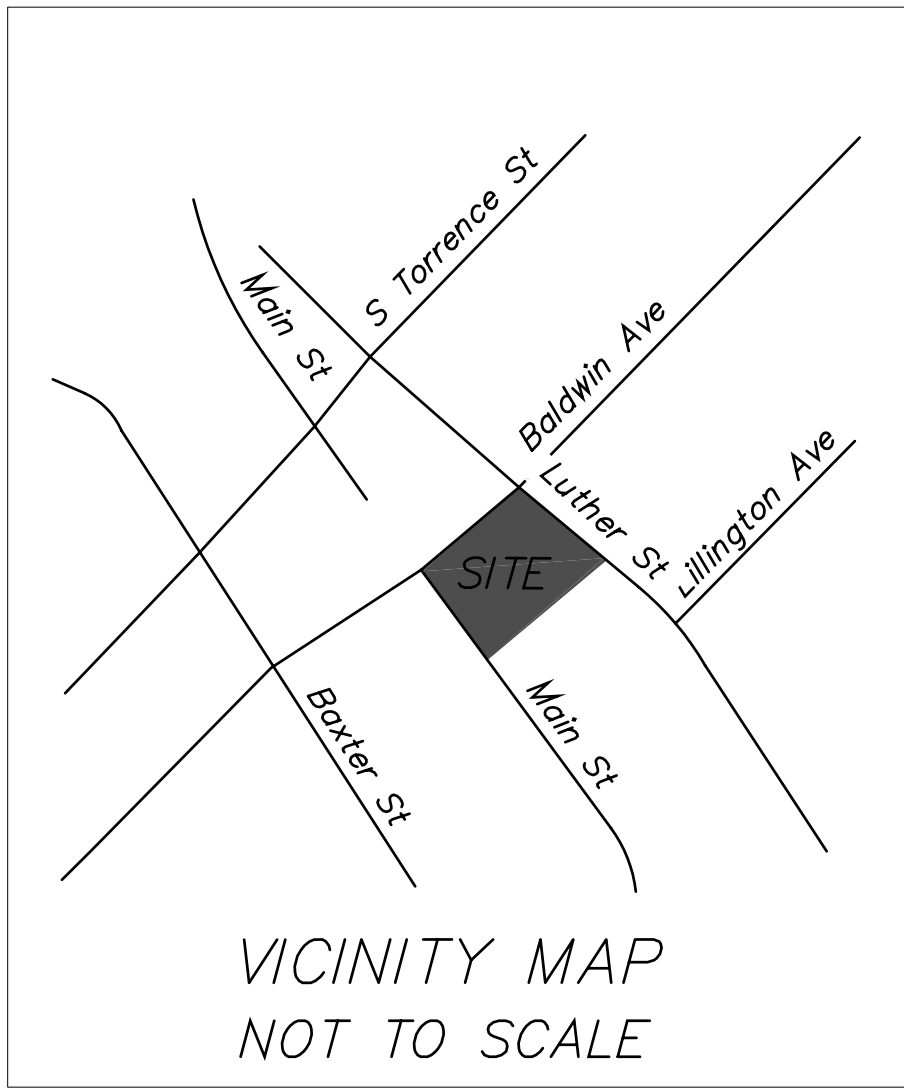 S Torrence St
Main St
Baldwin Ave
Luther St
Lillington Ave
SITE
Main St
Baxter St
VICINITY MAP
NOT TO SCALE